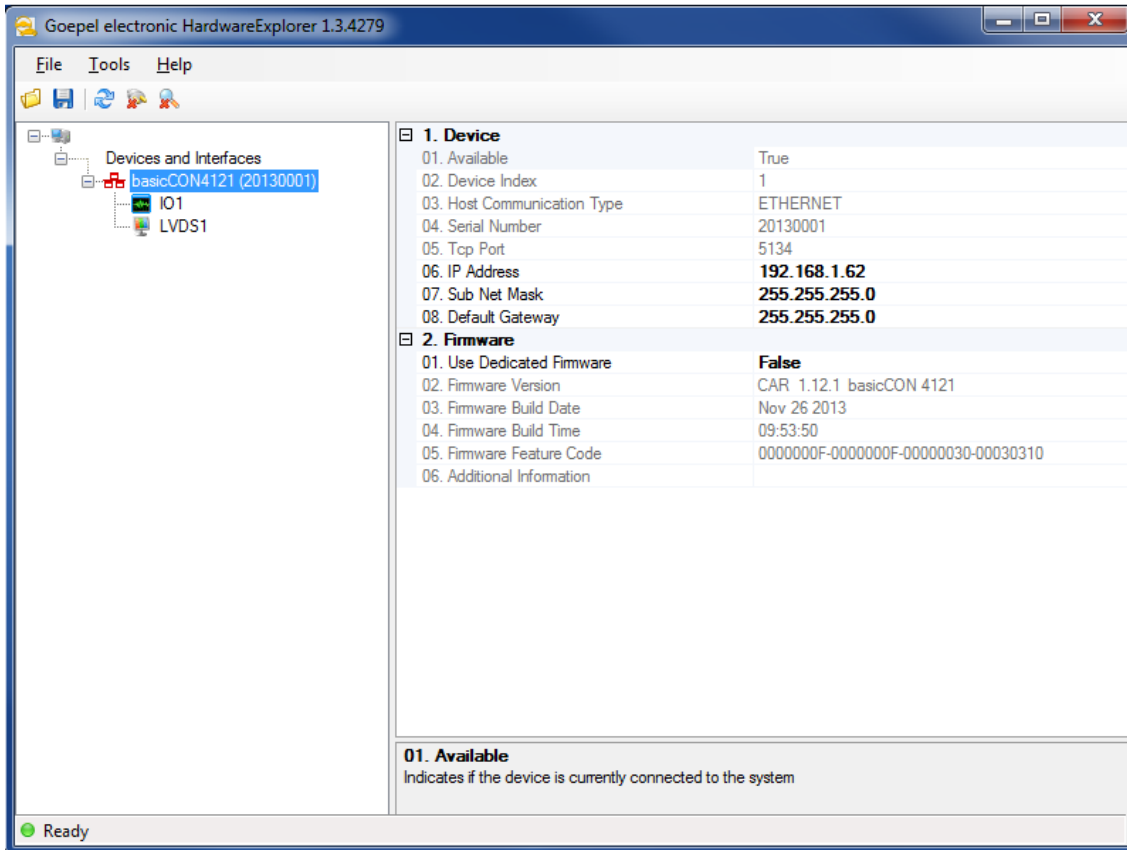 Goepel electronic HardwareExplorer 1.3.4279
File Tools Help
Devices and Interfaces
basicCON4121 (20130001)
IO1
LVDS1
1. Device
01. Available True
02. Device Index 1
03. Host Communication Type ETHERNET
04. Serial Number 20130001
05. Tcp Port 5134
06. IP Address 192.168.1.62
07. Sub Net Mask 255.255.255.0
08. Default Gateway 255.255.255.0
2. Firmware
01. Use Dedicated Firmware False
02. Firmware Version CAR 1.12.1 basicCON 4121
03. Firmware Build Date Nov 26 2013
04. Firmware Build Time 09:53:50
05. Firmware Feature Code 0000000F-0000000F-00000030-00030310
06. Additional Information
01. Available
Indicates if the device is currently connected to the system
Ready